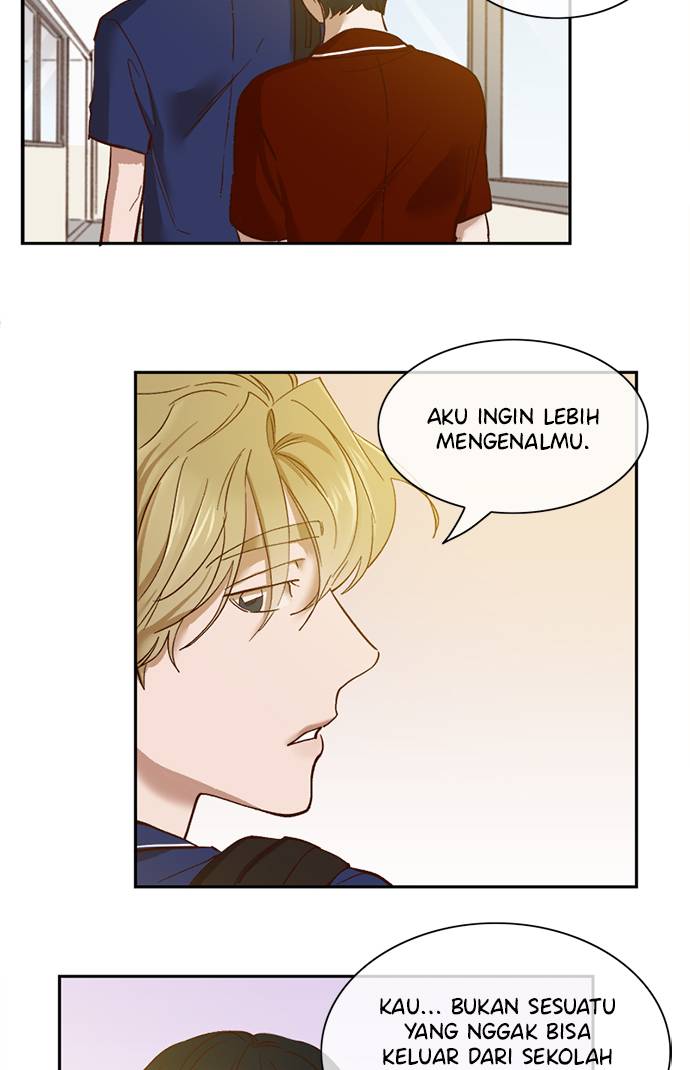 AKU INGIN LEBIH
MENGENALMU.
KAU... BUKAN SESUATU
YANG NGGAK BISA
KELUAR DARI SEKOLAH